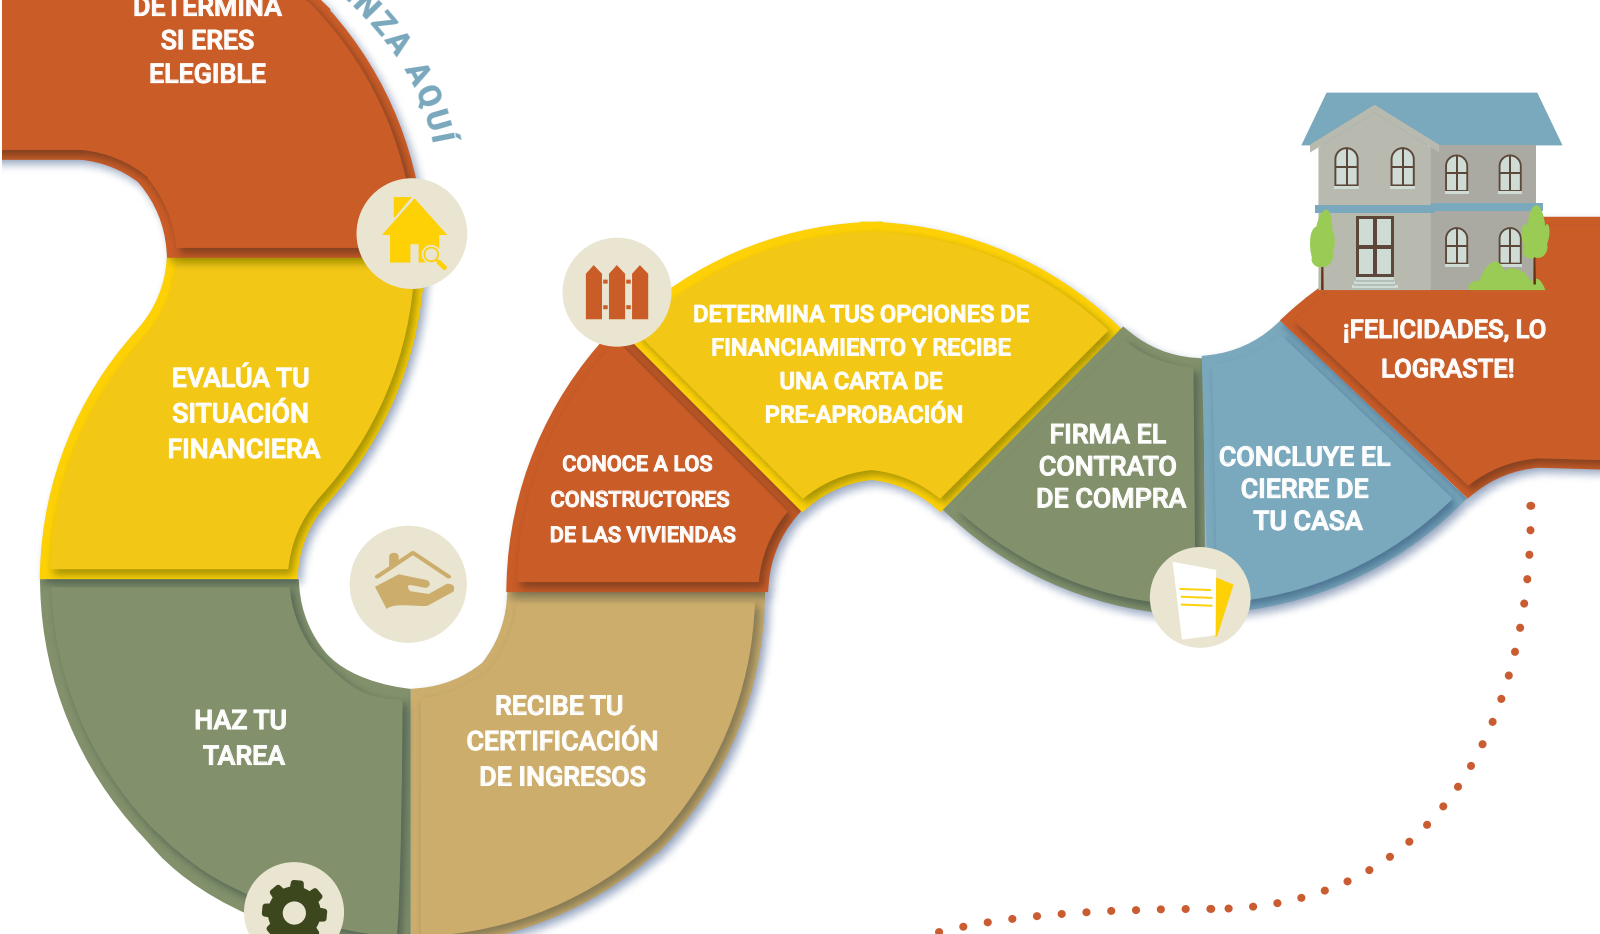 DETERMINA
SI ERES
ELEGIBLE
AQUÍ
EVALÚA TU
SITUACIÓN
FINANCIERA
HAZ TU
TAREA
RECIBE TU
CERTIFICACIÓN
DE INGRESOS
CONOCE A LOS
CONSTRUCTORES
DE LAS VIVIENDAS
DETERMINA TUS OPCIONES DE
FINANCIAMIENTO Y RECIBE
UNA CARTA DE
PRE-APROBACIÓN
FIRMA EL
CONTRATO
DE COMPRA
CONCLUYE EL
CIERRE DE
TU CASA
¡FELICIDADES, LO
LOGRASTE!